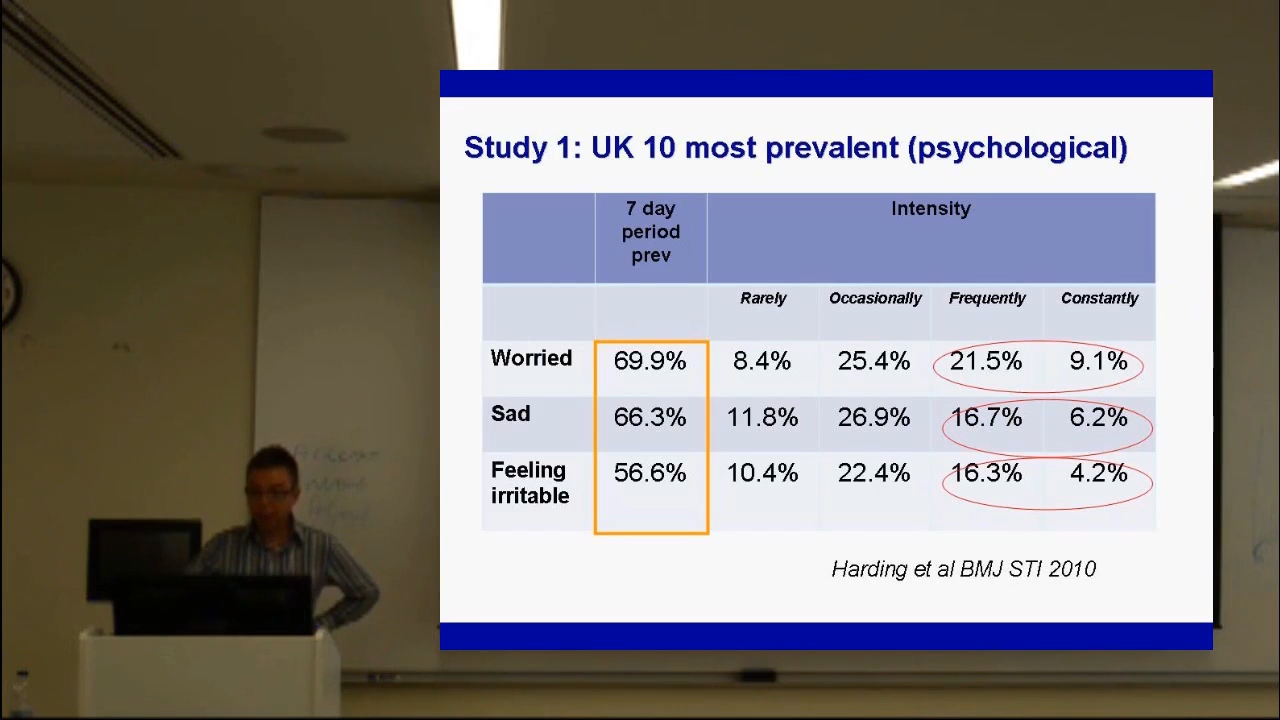 Study 1: UK 10 most prevalent (psychological)
7 day period prev Intensity
Rarely Occasionally Frequently Constantly
Worried 69.9% 8.4% 25.4% 21.5% 9.1%
Sad 66.3% 11.8% 26.9% 16.7% 6.2%
Feeling irritable 56.6% 10.4% 22.4% 16.3% 4.2%
Harding et al BMJ STI 2010